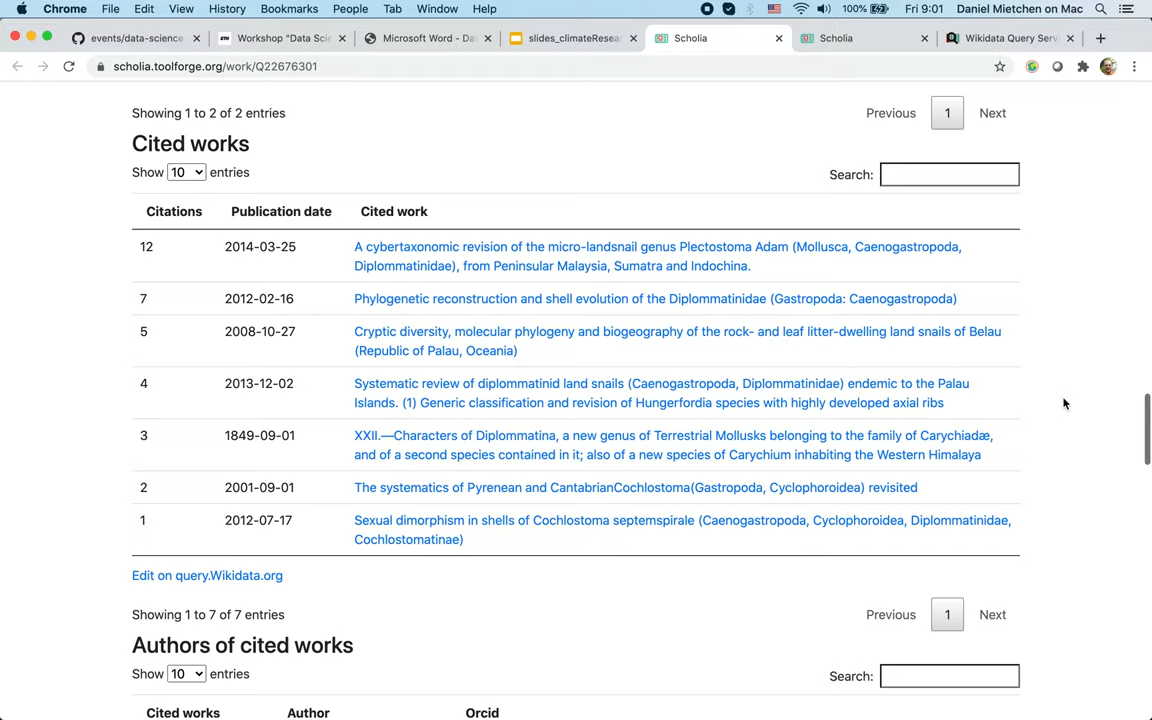 Chrome File Edit View History Bookmarks People Tab Window Help 100% Fri 9:01 Daniel Mietchen on Mac
events/data-science Workshop "Data Scie Microsoft Word - Da slides_climateResea Scholia Scholia Wikidata Query Serv
scholia.toolforge.org/work/Q22676301
Showing 1 to 2 of 2 entries Previous 1 Next
Cited works
Show 10 entries Search:
Citations Publication date Cited work
12 2014-03-25 A cybertaxonomic revision of the micro-landsnail genus Plectostoma Adam (Mollusca, Caenogastropoda,
Diplommatinidae), from Peninsular Malaysia, Sumatra and Indochina.
7 2012-02-16 Phylogenetic reconstruction and shell evolution of the Diplommatinidae (Gastropoda: Caenogastropoda)
5 2008-10-27 Cryptic diversity, molecular phylogeny and biogeography of the rock- and leaf litter-dwelling land snails of Belau
(Republic of Palau, Oceania)
4 2013-12-02 Systematic review of diplommatinid land snails (Caenogastropoda, Diplommatinidae) endemic to the Palau
Islands. (1) Generic classification and revision of Hungerfordia species with highly developed axial ribs
3 1849-09-01 XXII.—Characters of Diplommatina, a new genus of Terrestrial Mollusks belonging to the family of Carychiadæ,
and of a second species contained in it; also of a new species of Carychium inhabiting the Western Himalaya
2 2001-09-01 The systematics of Pyrenean and CantabrianCochlostoma(Gastropoda, Cyclophoroidea) revisited
1 2012-07-17 Sexual dimorphism in shells of Cochlostoma septemspirale (Caenogastropoda, Cyclophoroidea, Diplommatinidae,
Cochlostomatinae)
Edit on query.Wikidata.org
Showing 1 to 7 of 7 entries Previous 1 Next
Authors of cited works
Show 10 entries Search:
Cited works Author Orcid